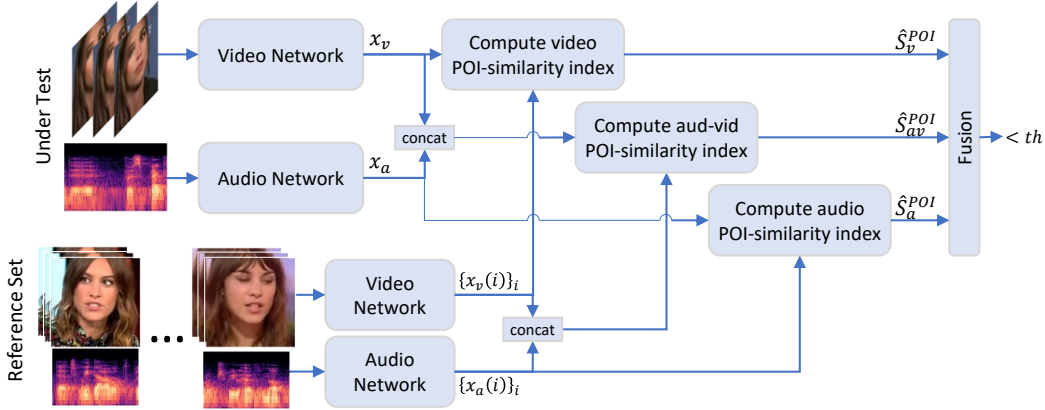 Under Test
Video Network
x_v
Compute video
POI-similarity index
Ŝ_v^{POI}
concat
Compute aud-vid
POI-similarity index
Ŝ_{av}^{POI}
Fusion
< th
Audio Network
x_a
Compute audio
POI-similarity index
Ŝ_a^{POI}
Reference Set
...
Video
Network
{x_v(i)}_i
concat
Audio
Network
{x_a(i)}_i